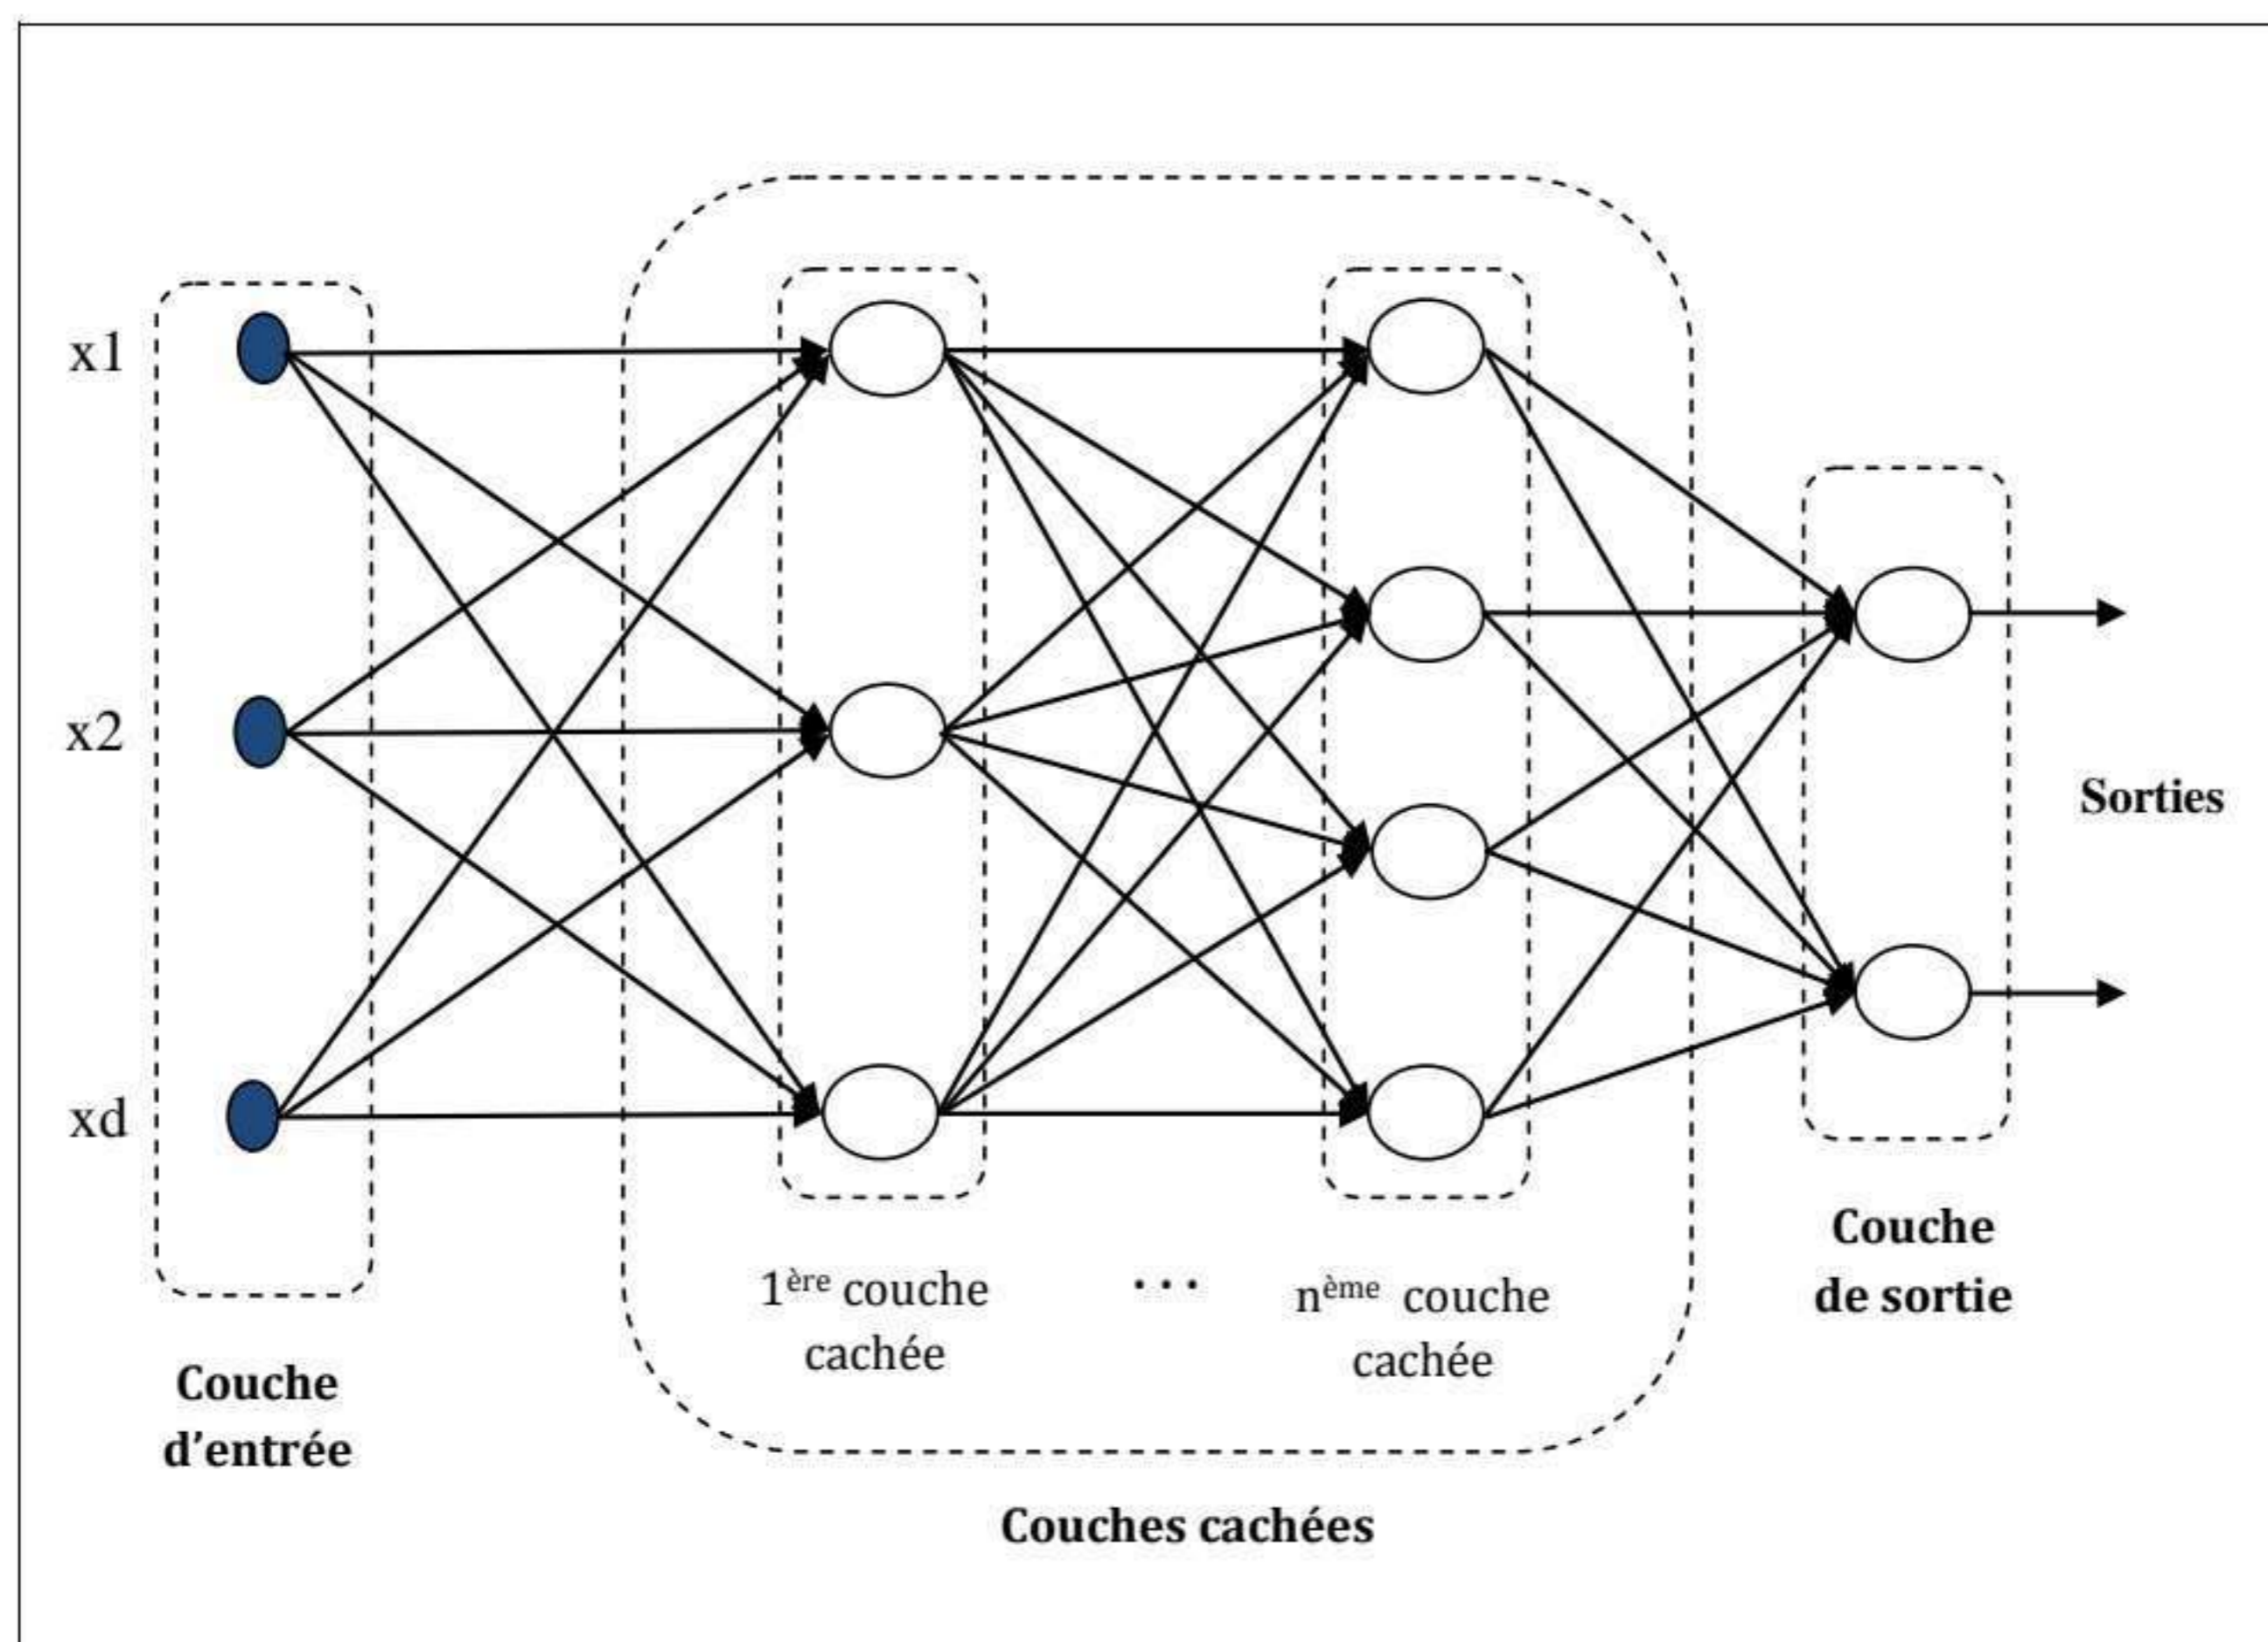 x1
x2
xd
Sorties
Couche
de sortie
1ère couche
cachée
...
nème couche
cachée
Couche
d’entrée
Couches cachées